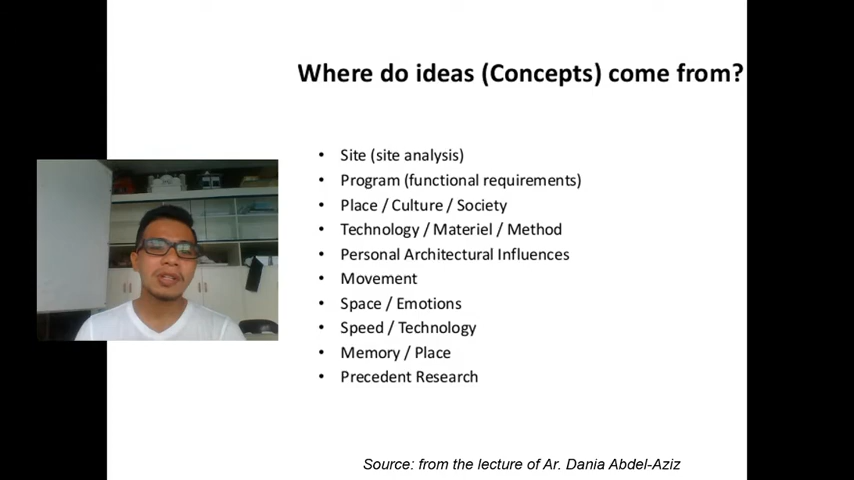 Where do ideas (Concepts) come from?
• Site (site analysis)
• Program (functional requirements)
• Place / Culture / Society
• Technology / Materiel / Method
• Personal Architectural Influences
• Movement
• Space / Emotions
• Speed / Technology
• Memory / Place
• Precedent Research
Source: from the lecture of Ar. Dania Abdel-Aziz